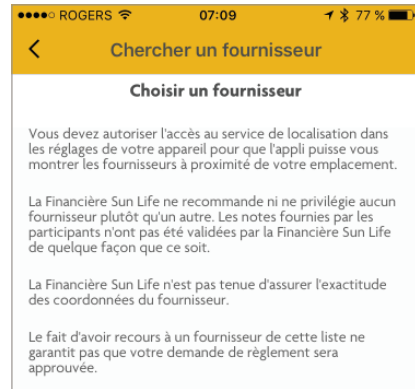 ROGERS 07:09 77 %
Chercher un fournisseur
Choisir un fournisseur
Vous devez autoriser l'accès au service de localisation dans
les réglages de votre appareil pour que l'appli puisse vous
montrer les fournisseurs à proximité de votre emplacement.
La Financière Sun Life ne recommande ni ne privilégie aucun
fournisseur plutôt qu'un autre. Les notes fournies par les
participants n'ont pas été validées par la Financière Sun Life
de quelque façon que ce soit.
La Financière Sun Life n'est pas tenue d'assurer l'exactitude
des coordonnées du fournisseur.
Le fait d'avoir recours à un fournisseur de cette liste ne
garantit pas que votre demande de règlement sera
approuvée.